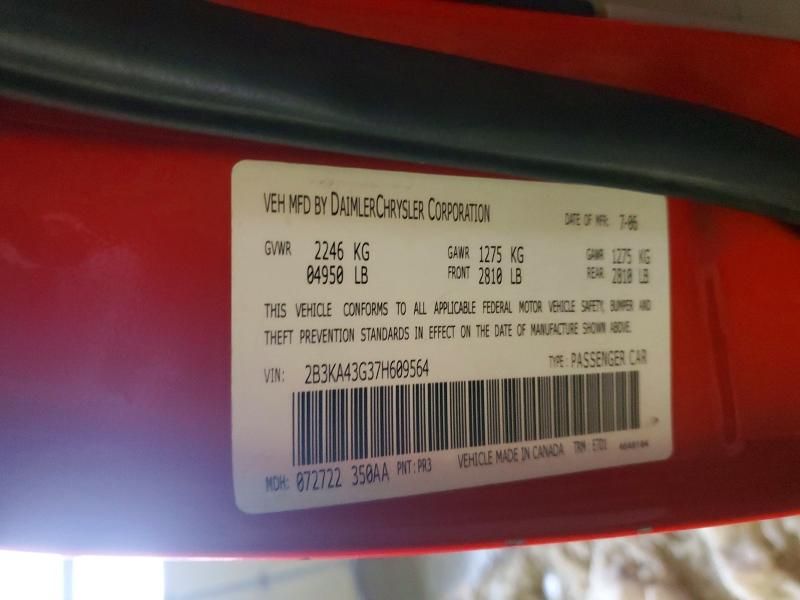 VEH MFD BY DAIMLERCHRYSLER CORPORATION DATE OF MFR: 7-06
GVWR 2246 KG GAWR 1275 KG GAWR 1275 KG
04950 LB FRONT 2810 LB REAR 2810 LB
THIS VEHICLE CONFORMS TO ALL APPLICABLE FEDERAL MOTOR VEHICLE SAFETY, BUMPER AND
THEFT PREVENTION STANDARDS IN EFFECT ON THE DATE OF MANUFACTURE SHOWN ABOVE.
VIN: 2B3KA43G37H609564 TYPE: PASSENGER CAR
MDH: 072722 350AA PNT: PR3 VEHICLE MADE IN CANADA TRM: E7D1